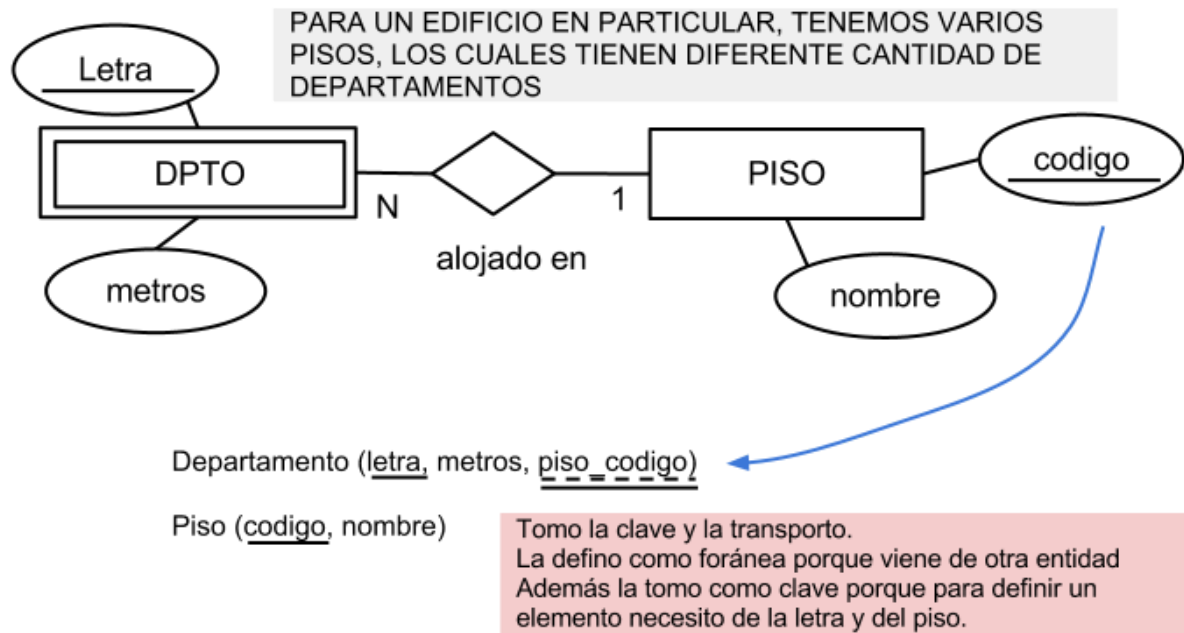 PARA UN EDIFICIO EN PARTICULAR, TENEMOS VARIOS
PISOS, LOS CUALES TIENEN DIFERENTE CANTIDAD DE
DEPARTAMENTOS
Letra
DPTO
N
1
PISO
codigo
alojado en
metros
nombre
Departamento (letra, metros, piso_codigo)
Piso (codigo, nombre)
Tomo la clave y la transporto.
La defino como foránea porque viene de otra entidad
Además la tomo como clave porque para definir un
elemento necesito de la letra y del piso.